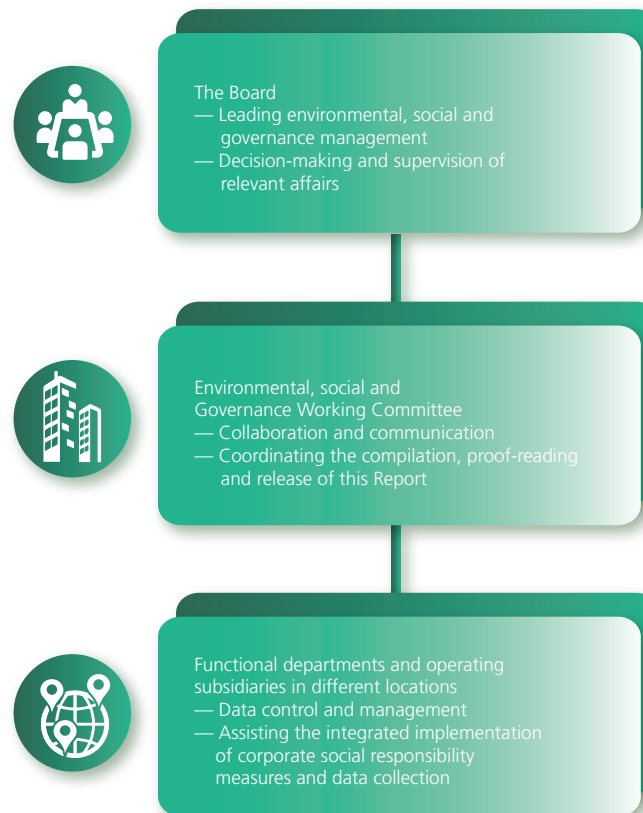 The Board
— Leading environmental, social and
governance management
— Decision-making and supervision of
relevant affairs
Environmental, social and
Governance Working Committee
— Collaboration and communication
— Coordinating the compilation, proof-reading
and release of this Report
Functional departments and operating
subsidiaries in different locations
— Data control and management
— Assisting the integrated implementation
of corporate social responsibility
measures and data collection